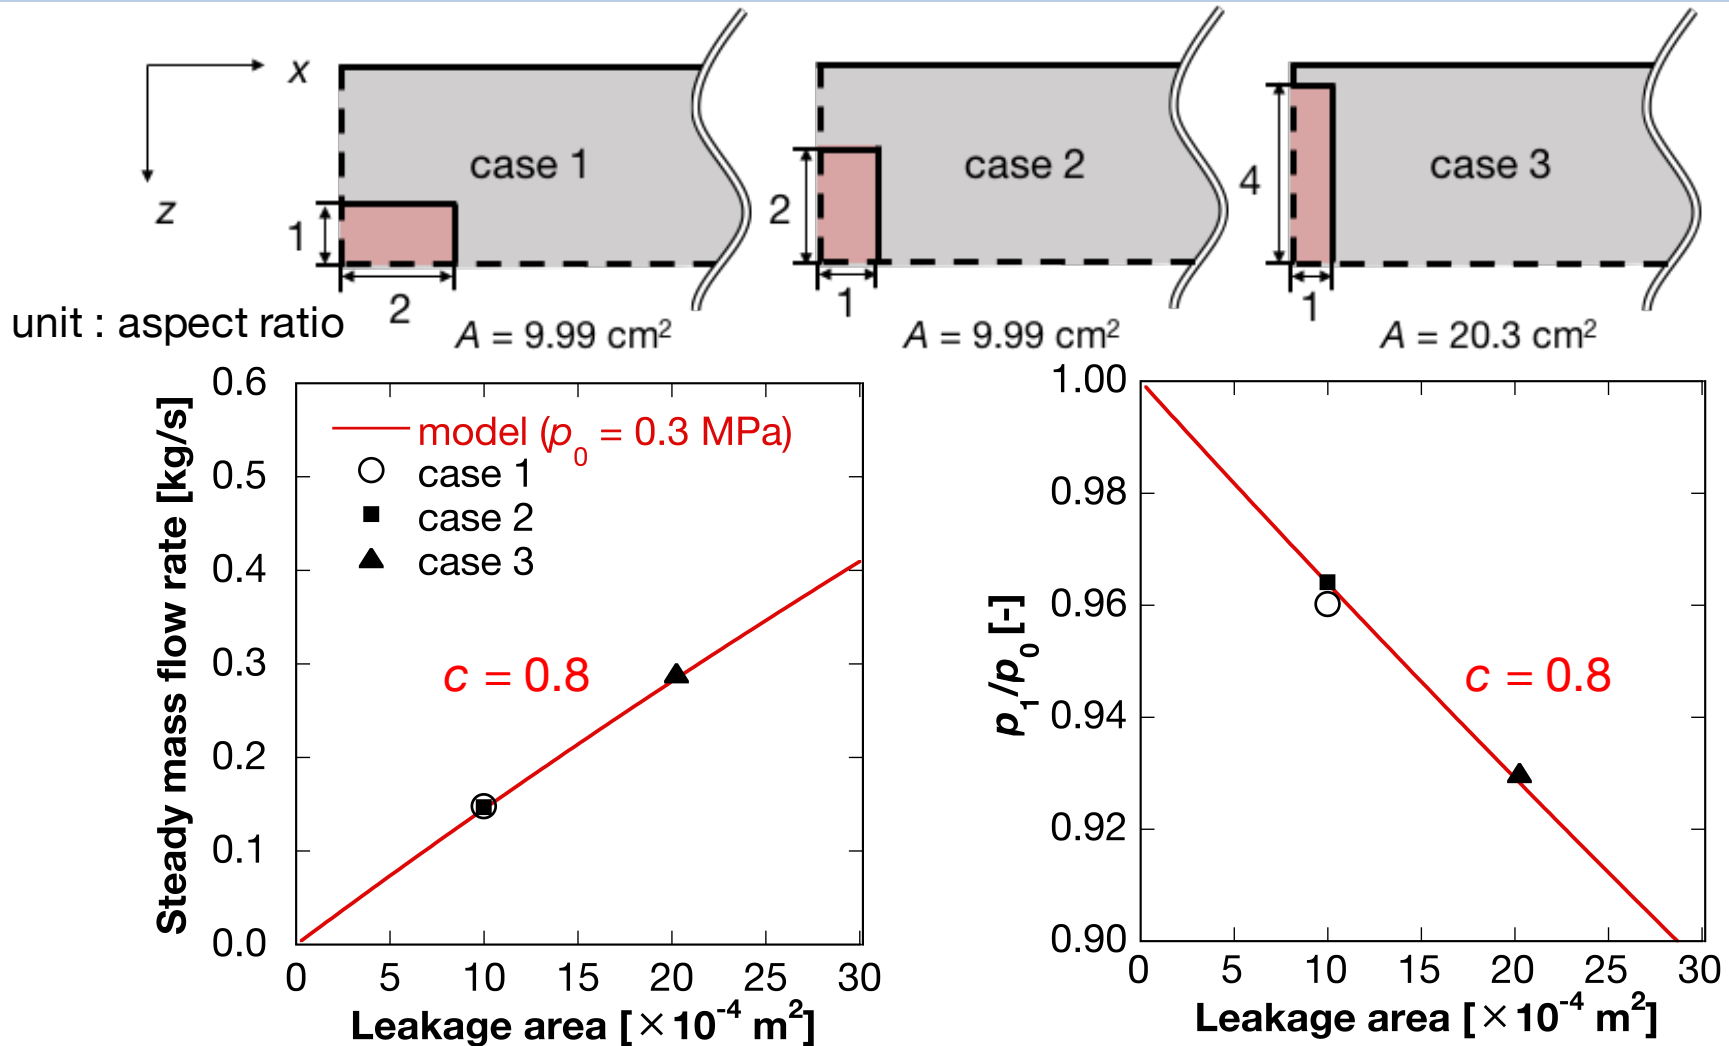 x
z
case 1
case 2
case 3
1
2
2
1
4
1
unit : aspect ratio
A = 9.99 cm²
A = 9.99 cm²
A = 20.3 cm²
Steady mass flow rate [kg/s]
0.6
0.5
0.4
0.3
0.2
0.1
0.0
model (p₀ = 0.3 MPa)
case 1
case 2
case 3
c = 0.8
0 5 10 15 20 25 30
Leakage area [×10⁻⁴ m²]
p₁/p₀ [-]
1.00
0.98
0.96
0.94
0.92
0.90
c = 0.8
0 5 10 15 20 25 30
Leakage area [×10⁻⁴ m²]